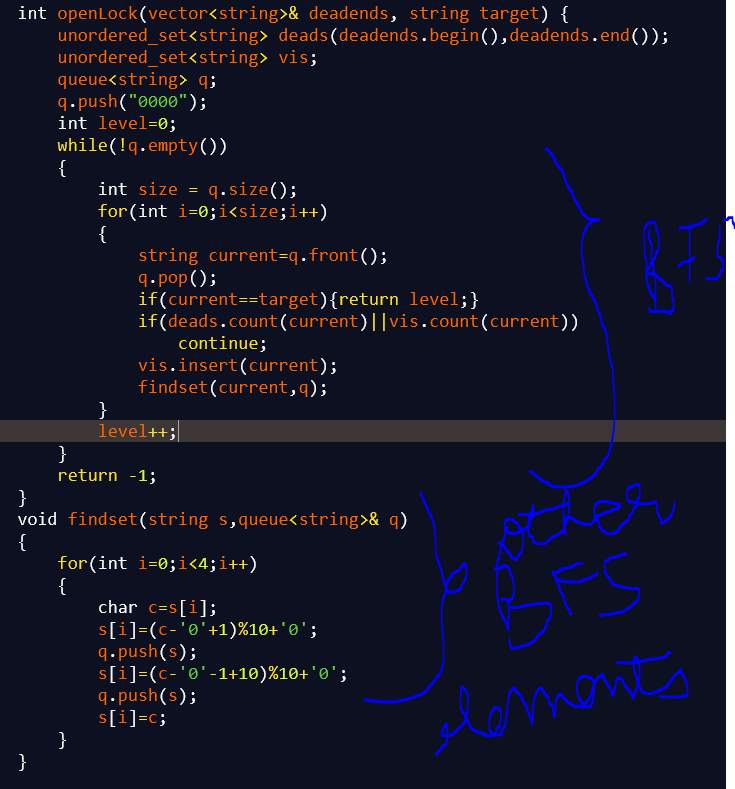 int openLock(vector<string>& deadends, string target) {
    unordered_set<string> deads(deadends.begin(),deadends.end());
    unordered_set<string> vis;
    queue<string> q;
    q.push("0000");
    int level=0;
    while(!q.empty())
    {
        int size = q.size();
        for(int i=0;i<size;i++)
        {
            string current=q.front();
            q.pop();
            if(current==target){return level;}
            if(deads.count(current)||vis.count(current))
                continue;
            vis.insert(current);
            findset(current,q);
        }
        level++;
    }
    return -1;
}
void findset(string s,queue<string>& q)
{
    for(int i=0;i<4;i++)
    {
        char c=s[i];
        s[i]=(c-'0'+1)%10+'0';
        q.push(s);
        s[i]=(c-'0'-1+10)%10+'0';
        q.push(s);
        s[i]=c;
    }
}
BFS
other
BFS
elements